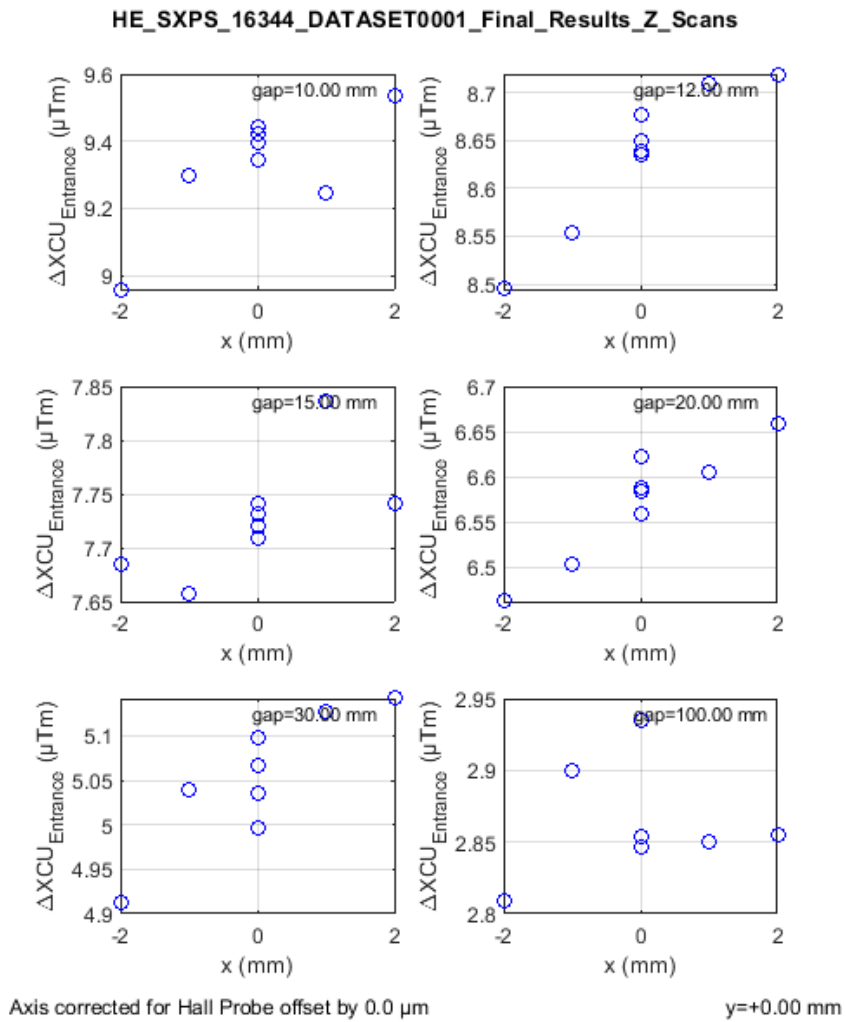 HE_SXPS_16344_DATASET0001_Final_Results_Z_Scans
9.6
9.4
9.2
9
ΔXCU_Entrance (μTm)
gap=10.00 mm
-2
0
2
x (mm)
8.7
8.65
8.6
8.55
8.5
ΔXCU_Entrance (μTm)
gap=12.00 mm
-2
0
2
x (mm)
7.85
7.8
7.75
7.7
7.65
ΔXCU_Entrance (μTm)
gap=15.00 mm
-2
0
2
x (mm)
6.7
6.65
6.6
6.55
6.5
ΔXCU_Entrance (μTm)
gap=20.00 mm
-2
0
2
x (mm)
5.1
5.05
5
4.95
4.9
ΔXCU_Entrance (μTm)
gap=30.00 mm
-2
0
2
x (mm)
2.95
2.9
2.85
2.8
ΔXCU_Entrance (μTm)
gap=100.00 mm
-2
0
2
x (mm)
Axis corrected for Hall Probe offset by 0.0 μm
y=+0.00 mm